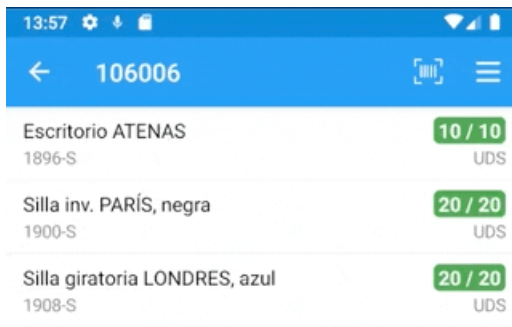 13:57
106006
Escritorio ATENAS 10 / 10
1896-S UDS
Silla inv. PARÍS, negra 20 / 20
1900-S UDS
Silla giratoria LONDRES, azul 20 / 20
1908-S UDS